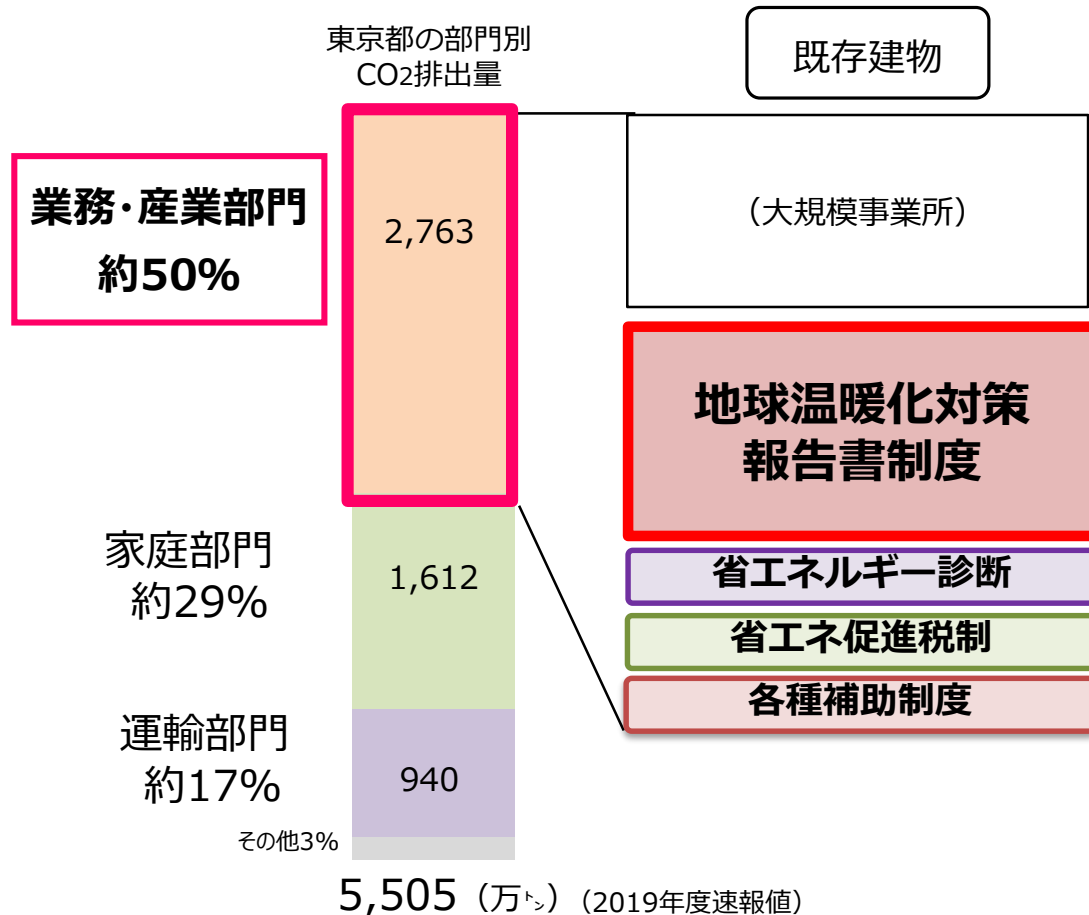 東京都の部門別
CO2排出量
既存建物
業務・産業部門
約50%
2,763
（大規模事業所）
地球温暖化対策
報告書制度
家庭部門
約29%
1,612
省エネルギー診断
省エネ促進税制
各種補助制度
運輸部門
約17%
940
その他3%
5,505（万㌧）（2019年度速報値）